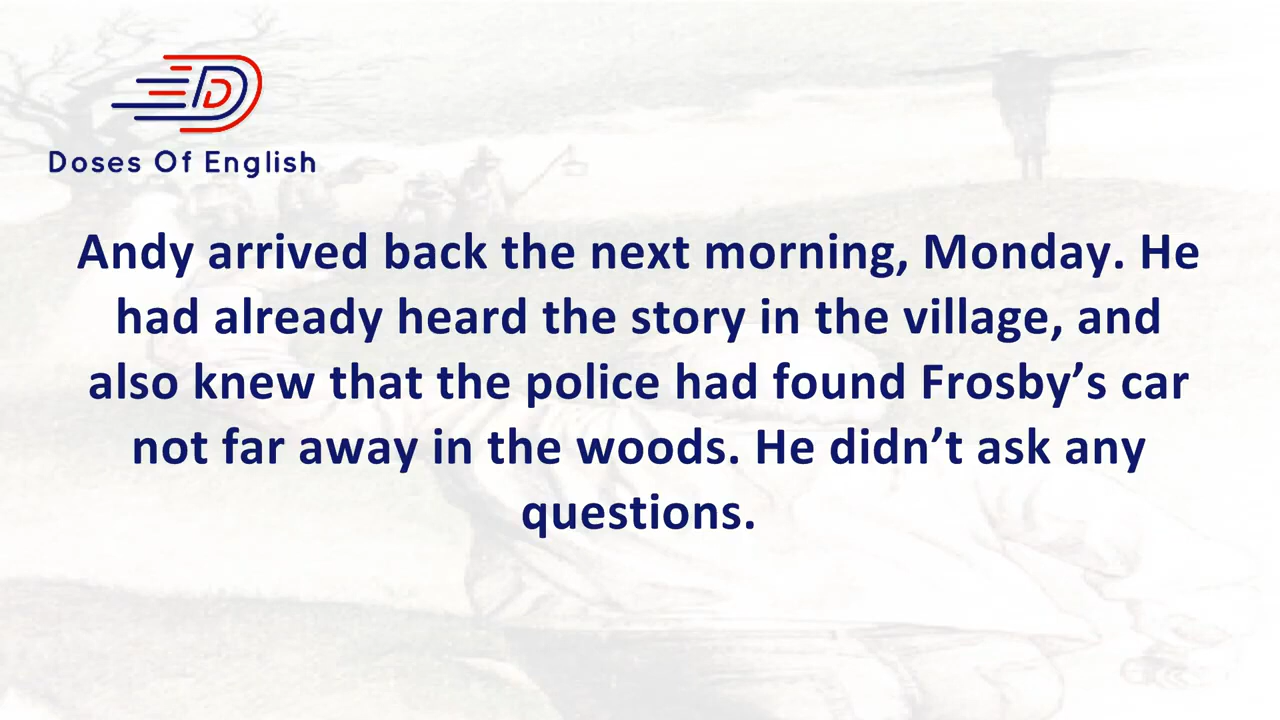 Doses Of English
Andy arrived back the next morning, Monday. He
had already heard the story in the village, and
also knew that the police had found Frosby’s car
not far away in the woods. He didn’t ask any
questions.